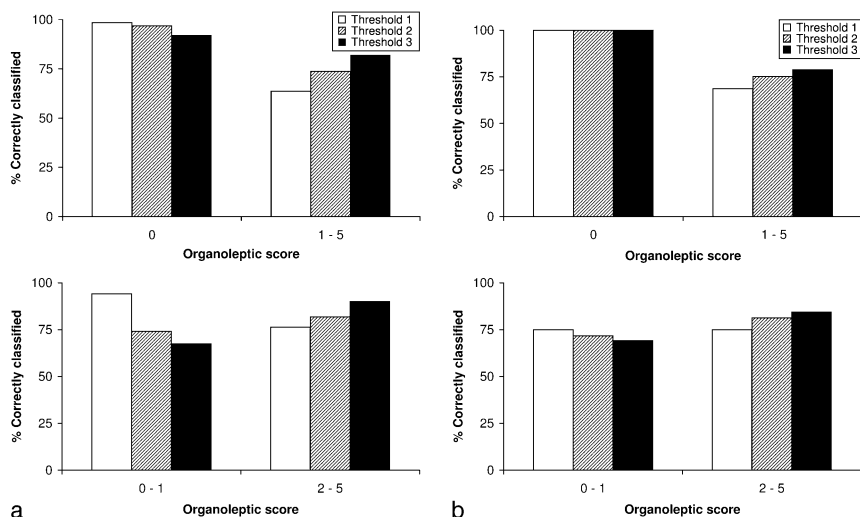 100
75
50
25
0
% Correctly classified
Threshold 1
Threshold 2
Threshold 3
0
1 - 5
Organoleptic score
100
75
50
25
0
% Correctly classified
Threshold 1
Threshold 2
Threshold 3
0
1 - 5
Organoleptic score
100
75
50
25
0
% Correctly classified
0 - 1
2 - 5
Organoleptic score
a
100
75
50
25
0
% Correctly classified
0 - 1
2 - 5
Organoleptic score
b